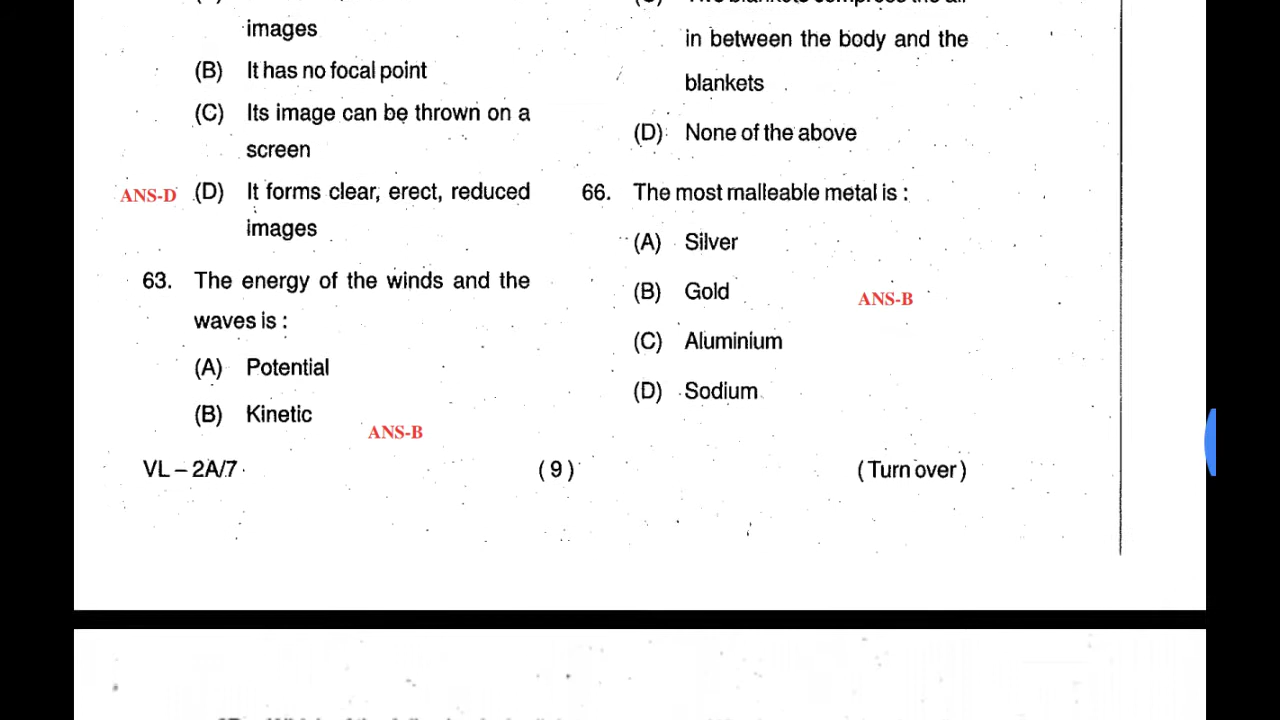 images
(B) It has no focal point
(C) Its image can be thrown on a
screen
ANS-D (D) It forms clear, erect, reduced
images
63. The energy of the winds and the
waves is :
(A) Potential
(B) Kinetic
ANS-B
in between the body and the
blankets
(D) None of the above
66. The most malleable metal is :
(A) Silver
(B) Gold
ANS-B
(C) Aluminium
(D) Sodium
VL – 2A/7 ( 9 ) ( Turn over )